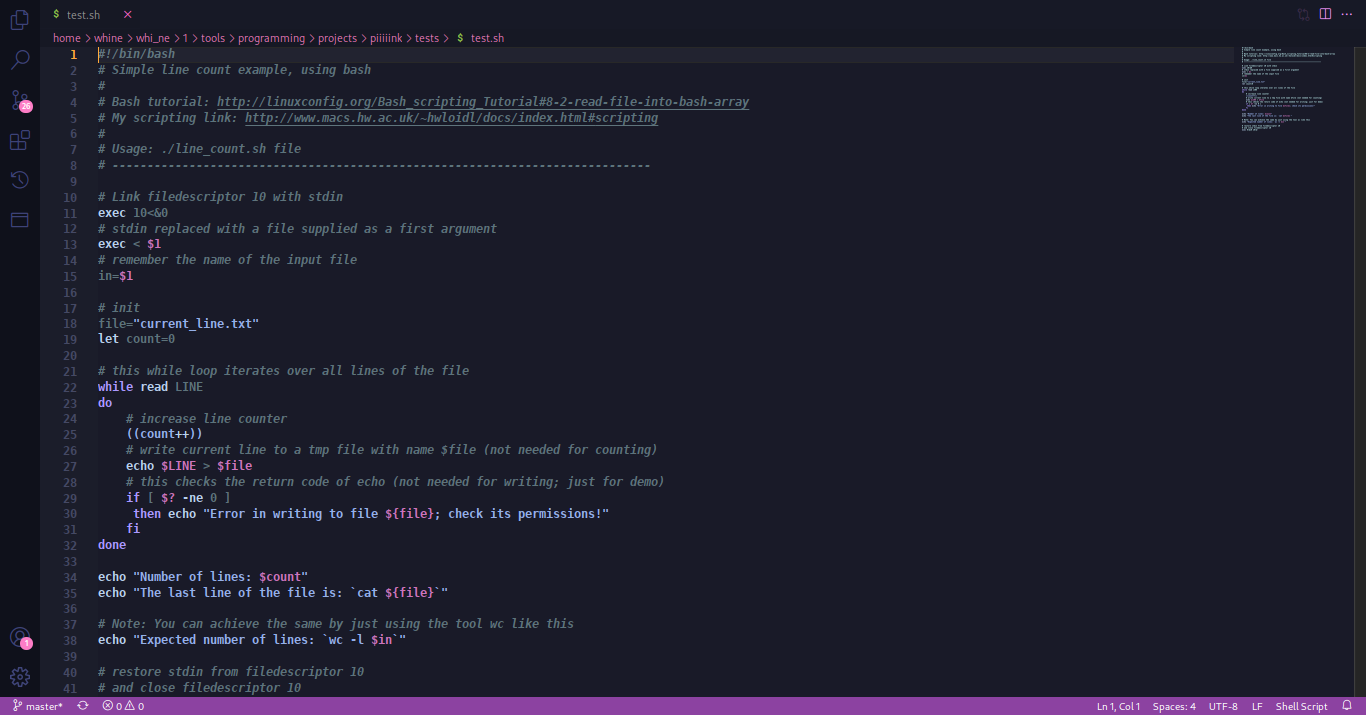 $ test.sh ×
home > whine > whi_ne > 1 > tools > programming > projects > piiiiink > tests > $ test.sh
1 #!/bin/bash
2 # Simple line count example, using bash
3 #
4 # Bash tutorial: http://linuxconfig.org/Bash_scripting_Tutorial#8-2-read-file-into-bash-array
5 # My scripting link: http://www.macs.hw.ac.uk/~hwloidl/docs/index.html#scripting
6 #
7 # Usage: ./line_count.sh file
8 # -----------------------------------------------------------------------------
9
10 # Link filedescriptor 10 with stdin
11 exec 10<&0
12 # stdin replaced with a file supplied as a first argument
13 exec < $1
14 # remember the name of the input file
15 in=$1
16
17 # init
18 file="current_line.txt"
19 let count=0
20
21 # this while loop iterates over all lines of the file
22 while read LINE
23 do
24     # increase line counter
25     ((count++))
26     # write current line to a tmp file with name $file (not needed for counting)
27     echo $LINE > $file
28     # this checks the return code of echo (not needed for writing; just for demo)
29     if [ $? -ne 0 ]
30      then echo "Error in writing to file ${file}; check its permissions!"
31     fi
32 done
33
34 echo "Number of lines: $count"
35 echo "The last line of the file is: `cat ${file}`"
36
37 # Note: You can achieve the same by just using the tool wc like this
38 echo "Expected number of lines: `wc -l $in`"
39
40 # restore stdin from filedescriptor 10
41 # and close filedescriptor 10
26
1
master* 0 0 Ln 1, Col 1 Spaces: 4 UTF-8 LF Shell Script